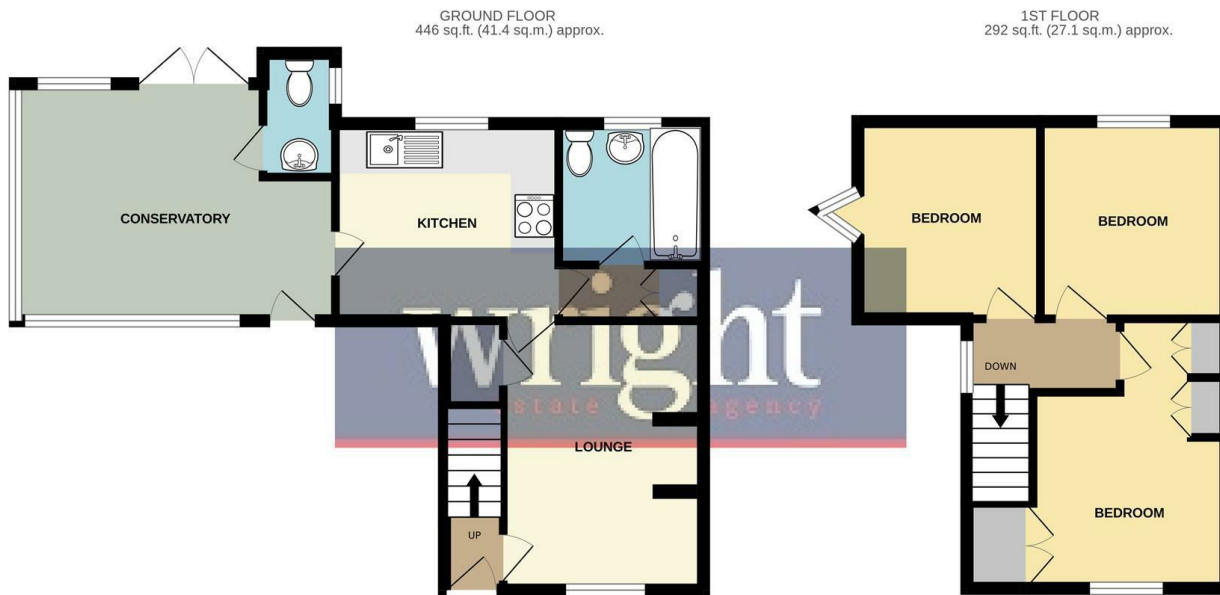 GROUND FLOOR
446 sq.ft. (41.4 sq.m.) approx.
1ST FLOOR
292 sq.ft. (27.1 sq.m.) approx.
CONSERVATORY
KITCHEN
BEDROOM
BEDROOM
wright
estate agency
DOWN
LOUNGE
BEDROOM
UP